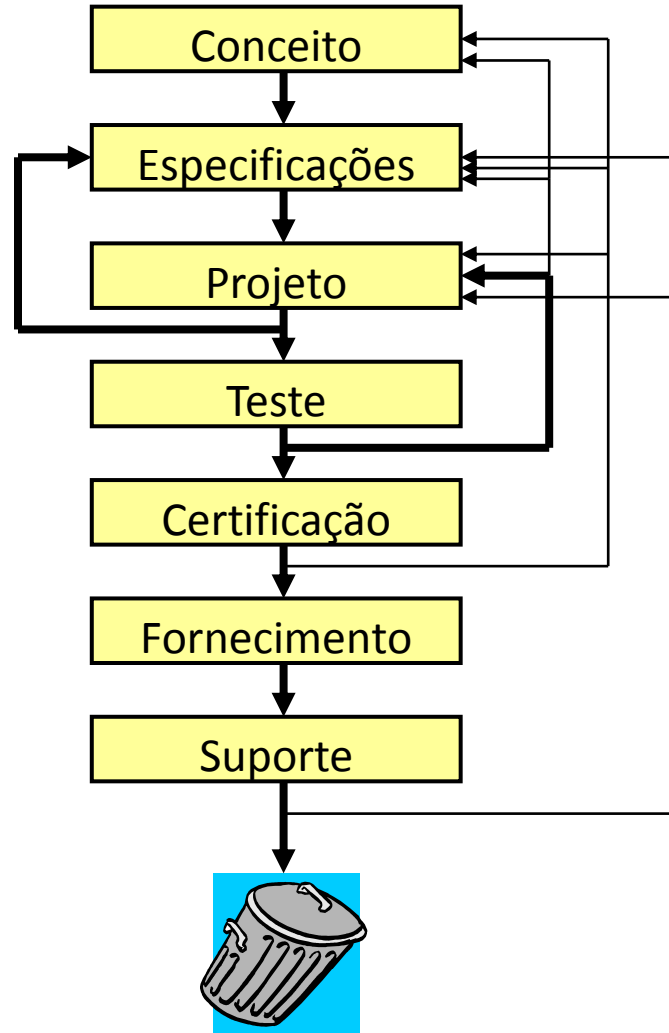 Conceito
Especificações
Projeto
Teste
Certificação
Fornecimento
Suporte